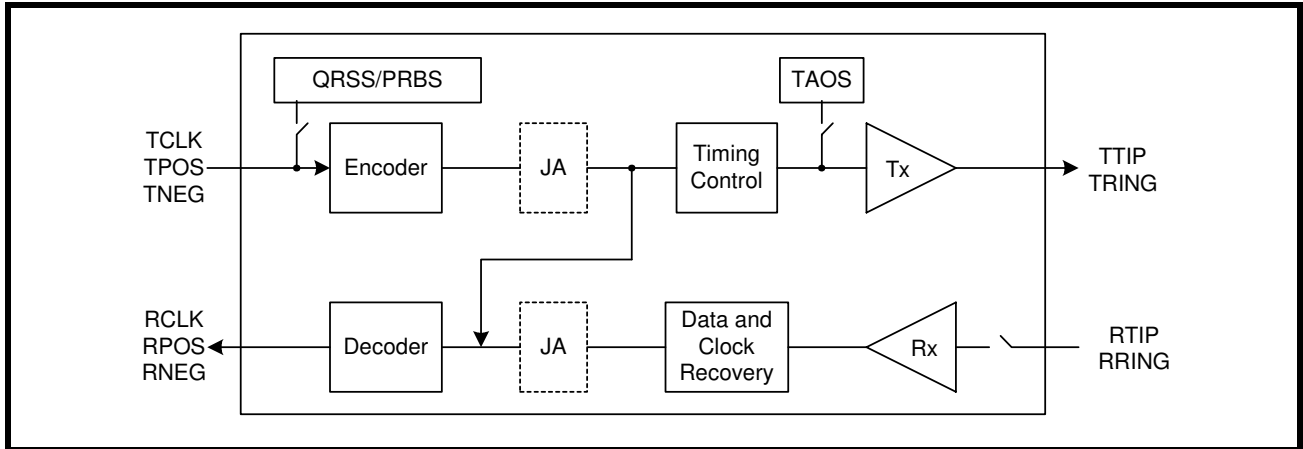 QRSS/PRBS
TAOS
TCLK
TPOS
TNEG
Encoder
JA
Timing
Control
Tx
TTIP
TRING
RCLK
RPOS
RNEG
Decoder
JA
Data and
Clock
Recovery
Rx
RTIP
RRING